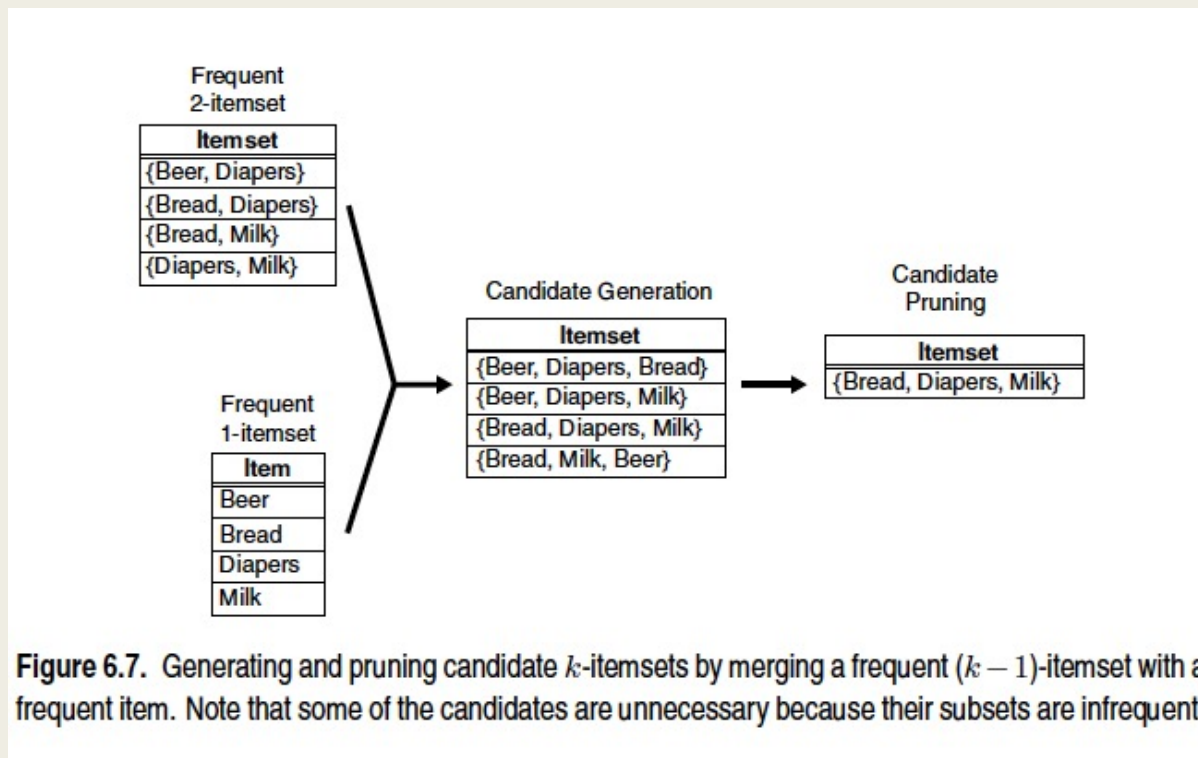 Frequent
2-itemset
Itemset
{Beer, Diapers}
{Bread, Diapers}
{Bread, Milk}
{Diapers, Milk}
Frequent
1-itemset
Item
Beer
Bread
Diapers
Milk
Candidate Generation
Itemset
{Beer, Diapers, Bread}
{Beer, Diapers, Milk}
{Bread, Diapers, Milk}
{Bread, Milk, Beer}
Candidate
Pruning
Itemset
{Bread, Diapers, Milk}
Figure 6.7. Generating and pruning candidate k-itemsets by merging a frequent (k − 1)-itemset with a
frequent item. Note that some of the candidates are unnecessary because their subsets are infrequent